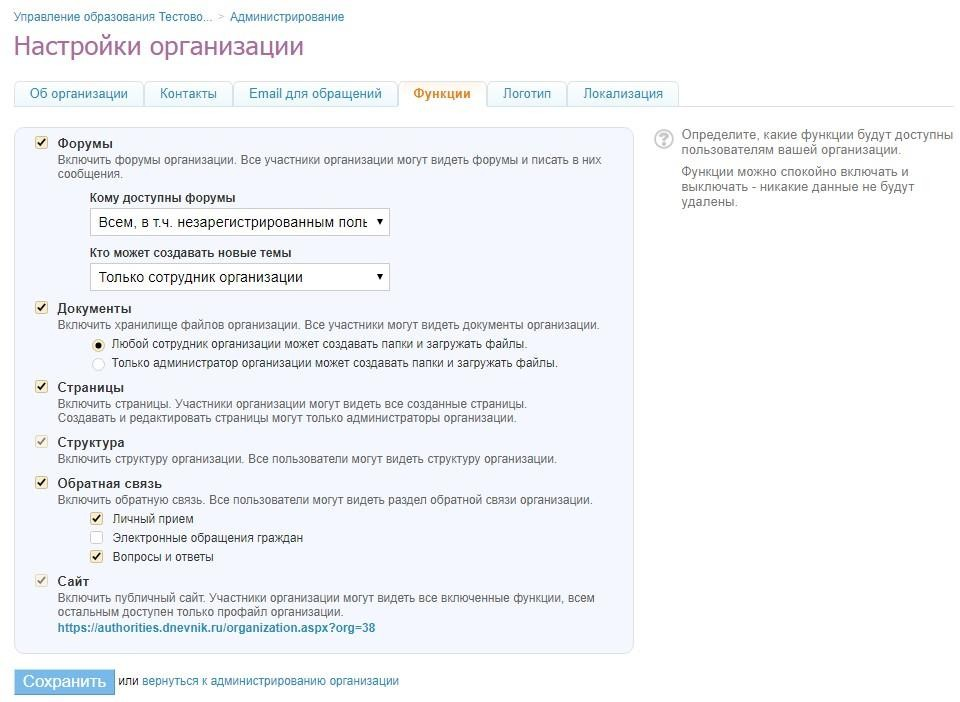 Управление образования Тестово... > Администрирование
Настройки организации
Об организации Контакты Email для обращений Функции Логотип Локализация
Форумы
Включить форумы организации. Все участники организации могут видеть форумы и писать в них
сообщения.
Кому доступны форумы
Всем, в т.ч. незарегистрированным поль
Кто может создавать новые темы
Только сотрудник организации
Документы
Включить хранилище файлов организации. Все участники могут видеть документы организации.
Любой сотрудник организации может создавать папки и загружать файлы.
Только администратор организации может создавать папки и загружать файлы.
Страницы
Включить страницы. Участники организации могут видеть все созданные страницы.
Создавать и редактировать страницы могут только администраторы организации.
Структура
Включить структуру организации. Все пользователи могут видеть структуру организации.
Обратная связь
Включить обратную связь. Все пользователи могут видеть раздел обратной связи организации.
Личный прием
Электронные обращения граждан
Вопросы и ответы
Сайт
Включить публичный сайт. Участники организации могут видеть все включенные функции, всем
остальным доступен только профайл организации.
https://authorities.dnevnik.ru/organization.aspx?org=38
? Определите, какие функции будут доступны
пользователям вашей организации.
Функции можно спокойно включать и
выключать - никакие данные не будут
удалены.
Сохранить или вернуться к администрированию организации